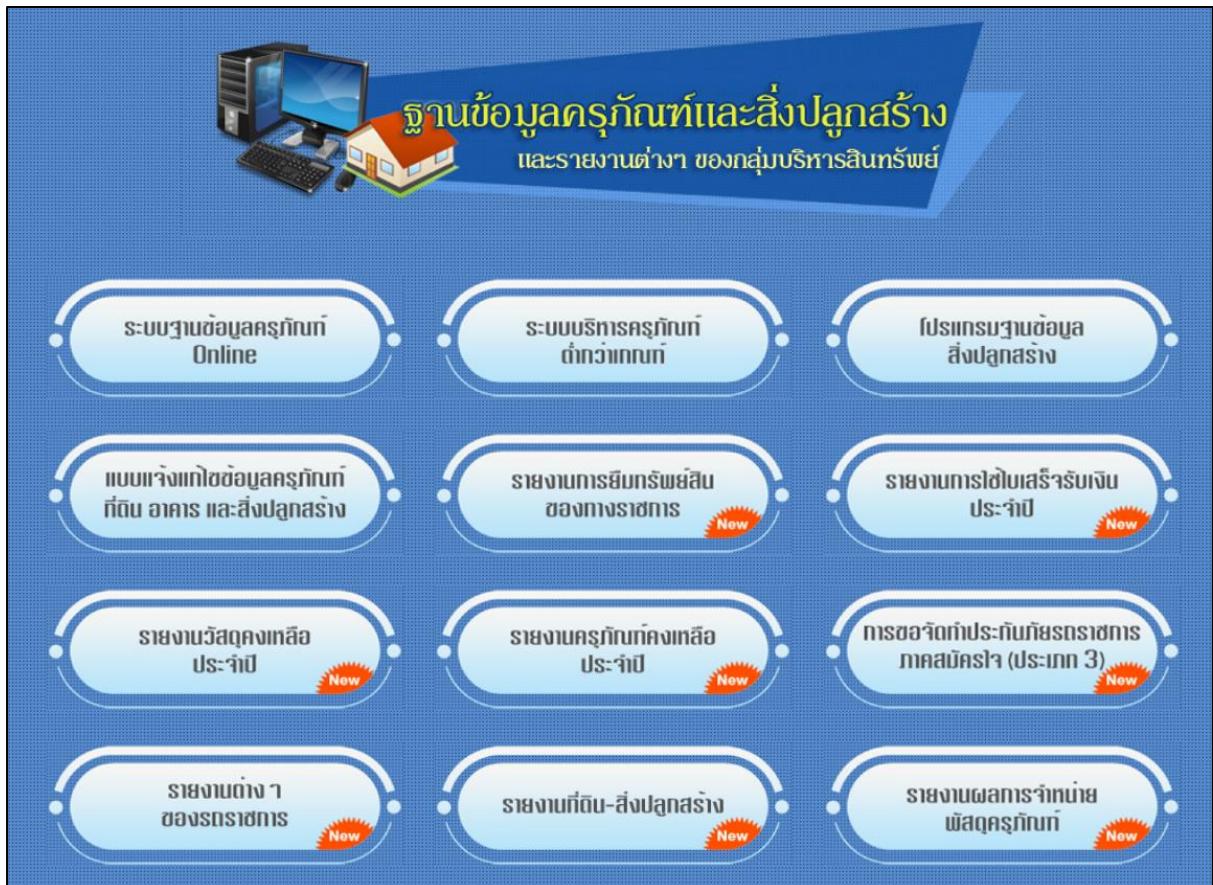 ฐานข้อมูลครุภัณฑ์และสิ่งปลูกสร้าง
และรายงานต่างๆ ของกลุ่มบริหารสินทรัพย์
ระบบฐานข้อมูลครุภัณฑ์
Online
ระบบบริหารครุภัณฑ์
ต่ำกว่าเกณฑ์
โปรแกรมฐานข้อมูล
สิ่งปลูกสร้าง
แบบแจ้งแก้ไขข้อมูลครุภัณฑ์
ที่ดิน อาคาร และสิ่งปลูกสร้าง
รายงานการยืมทรัพย์สิน
ของทางราชการ
New
รายงานการใช้ใบเสร็จรับเงิน
ประจำปี
New
รายงานวัสดุคงเหลือ
ประจำปี
New
รายงานครุภัณฑ์คงเหลือ
ประจำปี
New
การขอจัดทำประกันภัยรถราชการ
ภาคสมัครใจ (ประเภท 3)
New
รายงานต่าง ๆ
ของรถราชการ
New
รายงานที่ดิน-สิ่งปลูกสร้าง
New
รายงานผลการจำหน่าย
พัสดุครุภัณฑ์
New